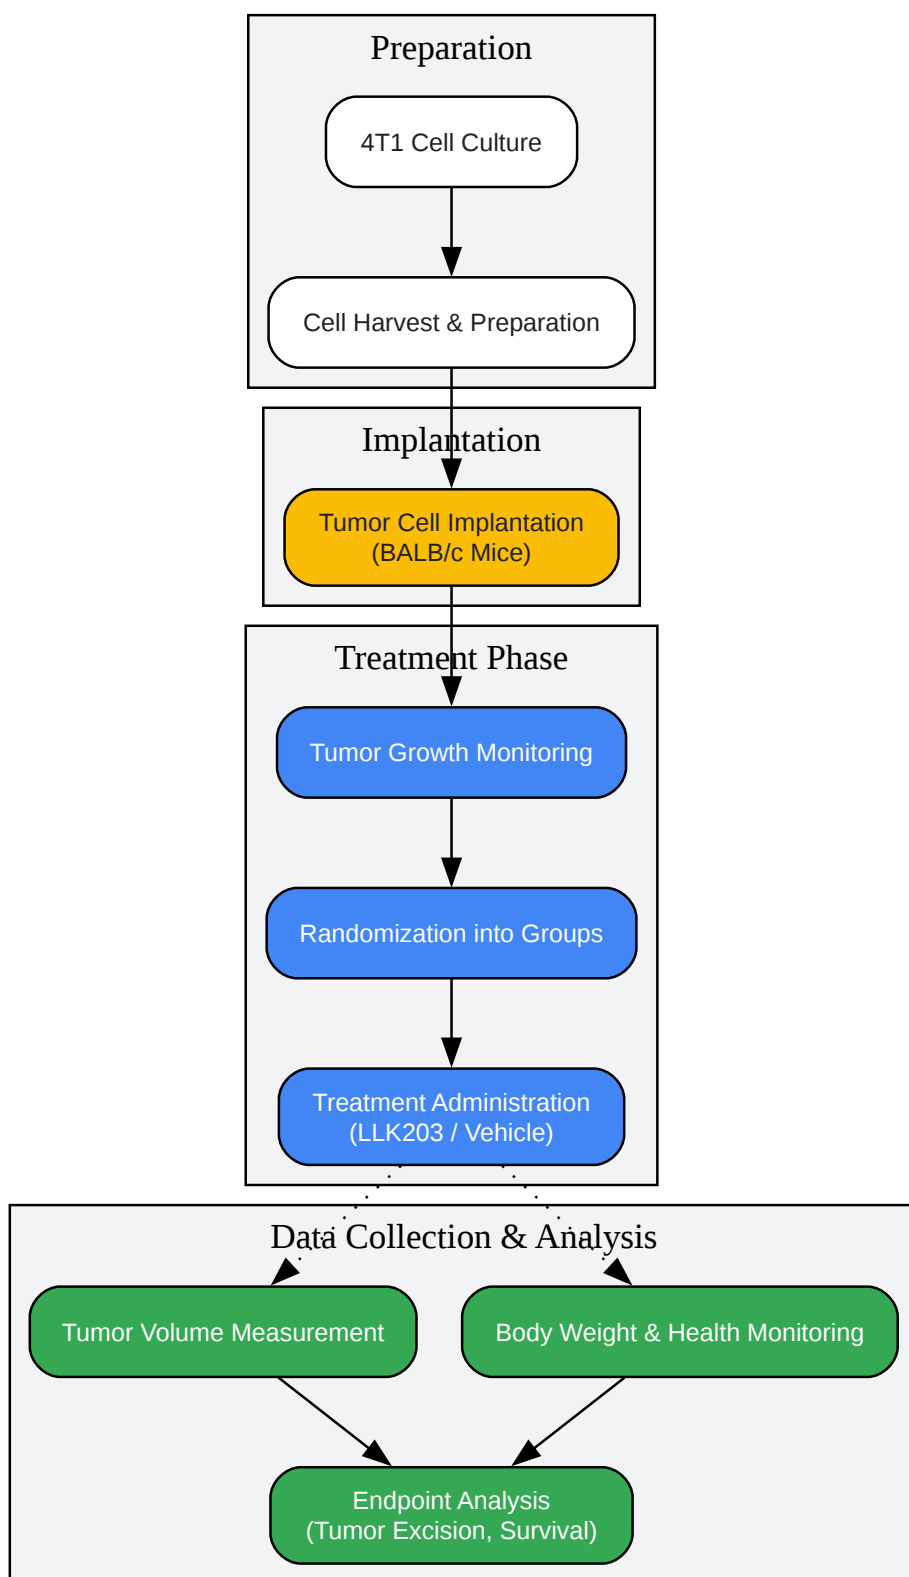 Preparation
4T1 Cell Culture
Cell Harvest & Preparation
Implantation
Tumor Cell Implantation
(BALB/c Mice)
Treatment Phase
Tumor Growth Monitoring
Randomization into Groups
Treatment Administration
(LLK203 / Vehicle)
Data Collection & Analysis
Tumor Volume Measurement
Body Weight & Health Monitoring
Endpoint Analysis
(Tumor Excision, Survival)